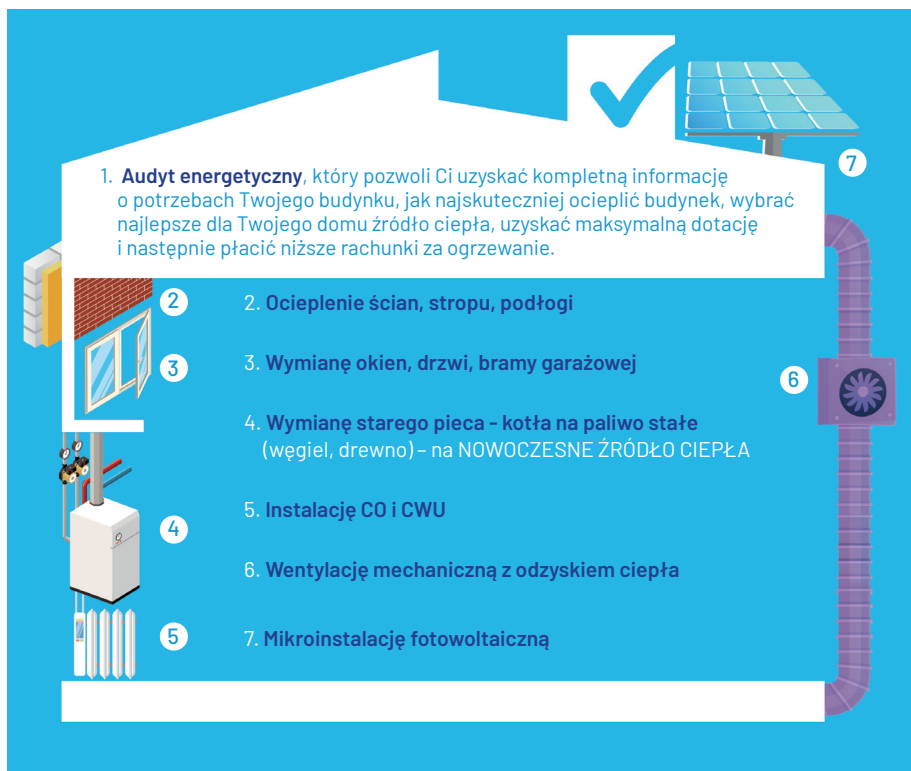 7
1. Audyt energetyczny, który pozwoli Ci uzyskać kompletną informację
o potrzebach Twojego budynku, jak najskuteczniej ocieplić budynek, wybrać
najlepsze dla Twojego domu źródło ciepła, uzyskać maksymalną dotację
i następnie płacić niższe rachunki za ogrzewanie.
2
2. Ocieplenie ścian, stropu, podłogi
3
3. Wymianę okien, drzwi, bramy garażowej
6
4. Wymianę starego pieca - kotła na paliwo stałe
(węgiel, drewno) – na NOWOCZESNE ŹRÓDŁO CIEPŁA
4
5. Instalację CO i CWU
6. Wentylację mechaniczną z odzyskiem ciepła
5
7. Mikroinstalację fotowoltaiczną